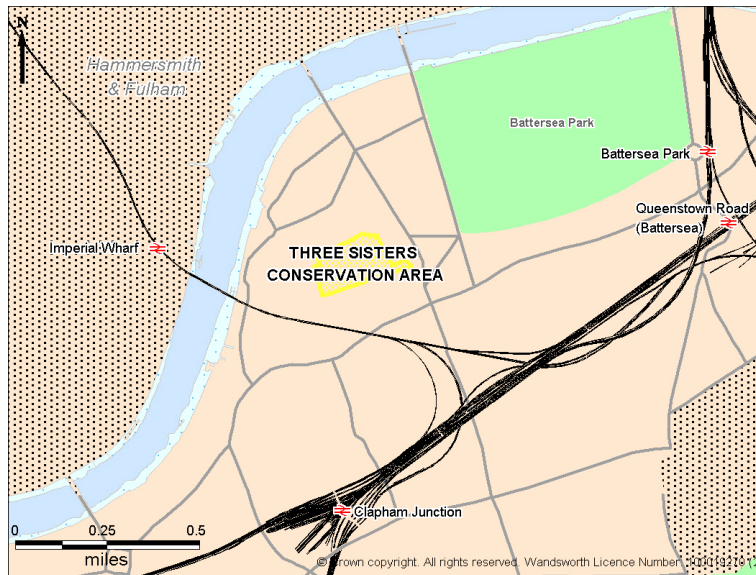 N
Hammersmith
& Fulham
Battersea Park
Battersea Park
Queenstown Road
(Battersea)
Imperial Wharf
THREE SISTERS
CONSERVATION AREA
Clapham Junction
0 0.25 0.5
miles
© Crown copyright. All rights reserved. Wandsworth Licence Number: